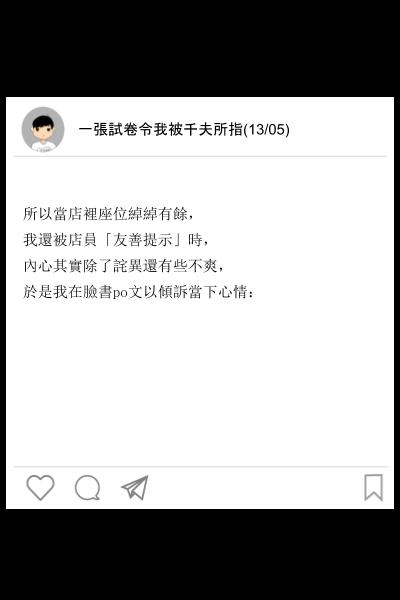 一張試卷令我被千夫所指(13/05)
所以當店裡座位綽綽有餘，
我還被店員「友善提示」時，
內心其實除了詫異還有些不爽，
於是我在臉書po文以傾訴當下心情：